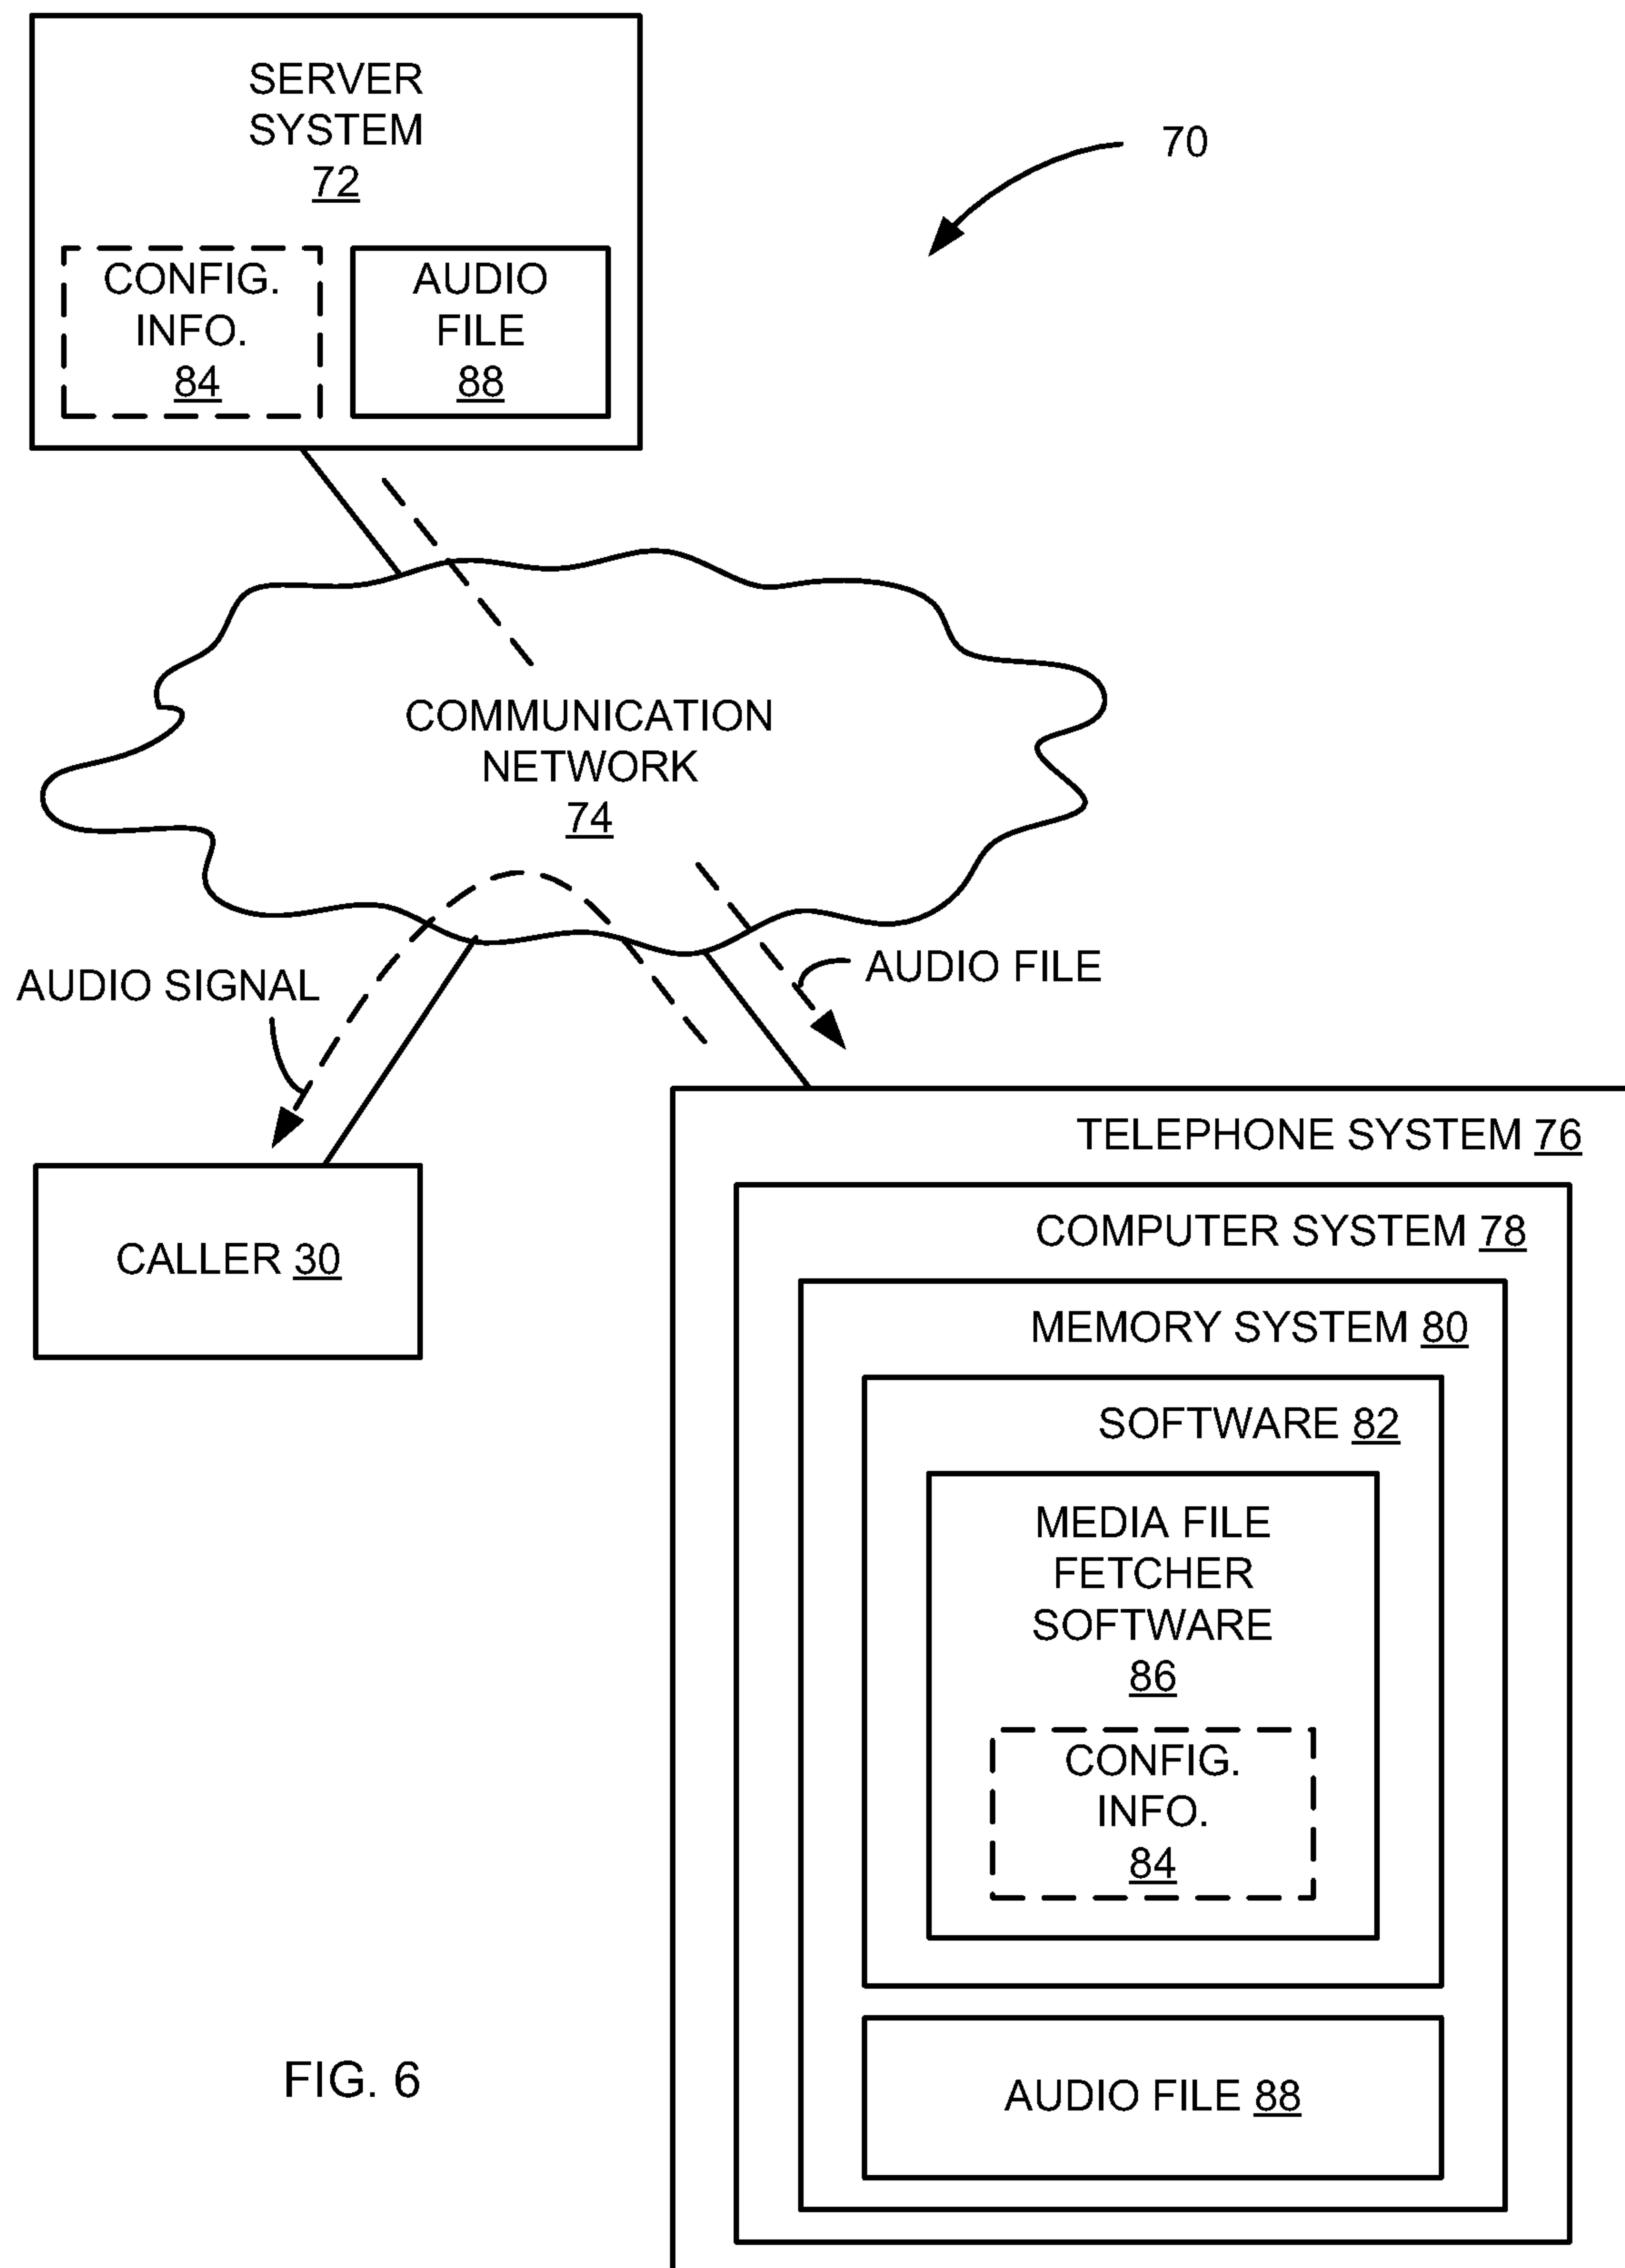 SERVER
SYSTEM
72
70
CONFIG.
INFO.
84
AUDIO
FILE
88
COMMUNICATION
NETWORK
74
AUDIO SIGNAL
AUDIO FILE
TELEPHONE SYSTEM 76
COMPUTER SYSTEM 78
CALLER 30
MEMORY SYSTEM 80
SOFTWARE 82
MEDIA FILE
FETCHER
SOFTWARE
86
CONFIG.
INFO.
84
AUDIO FILE 88
FIG. 6